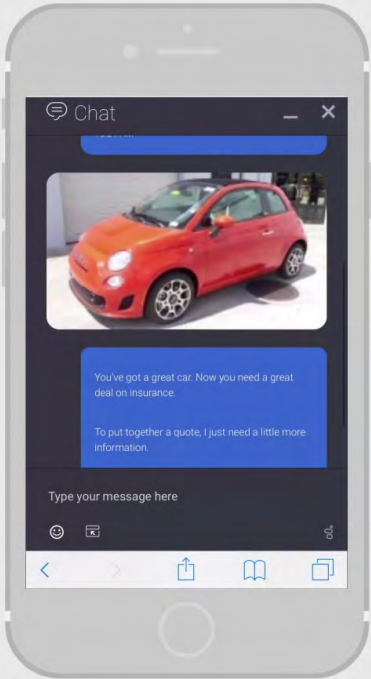 Chat
You've got a great car. Now you need a great
deal on insurance.
To put together a quote, I just need a little more
information.
Type your message here